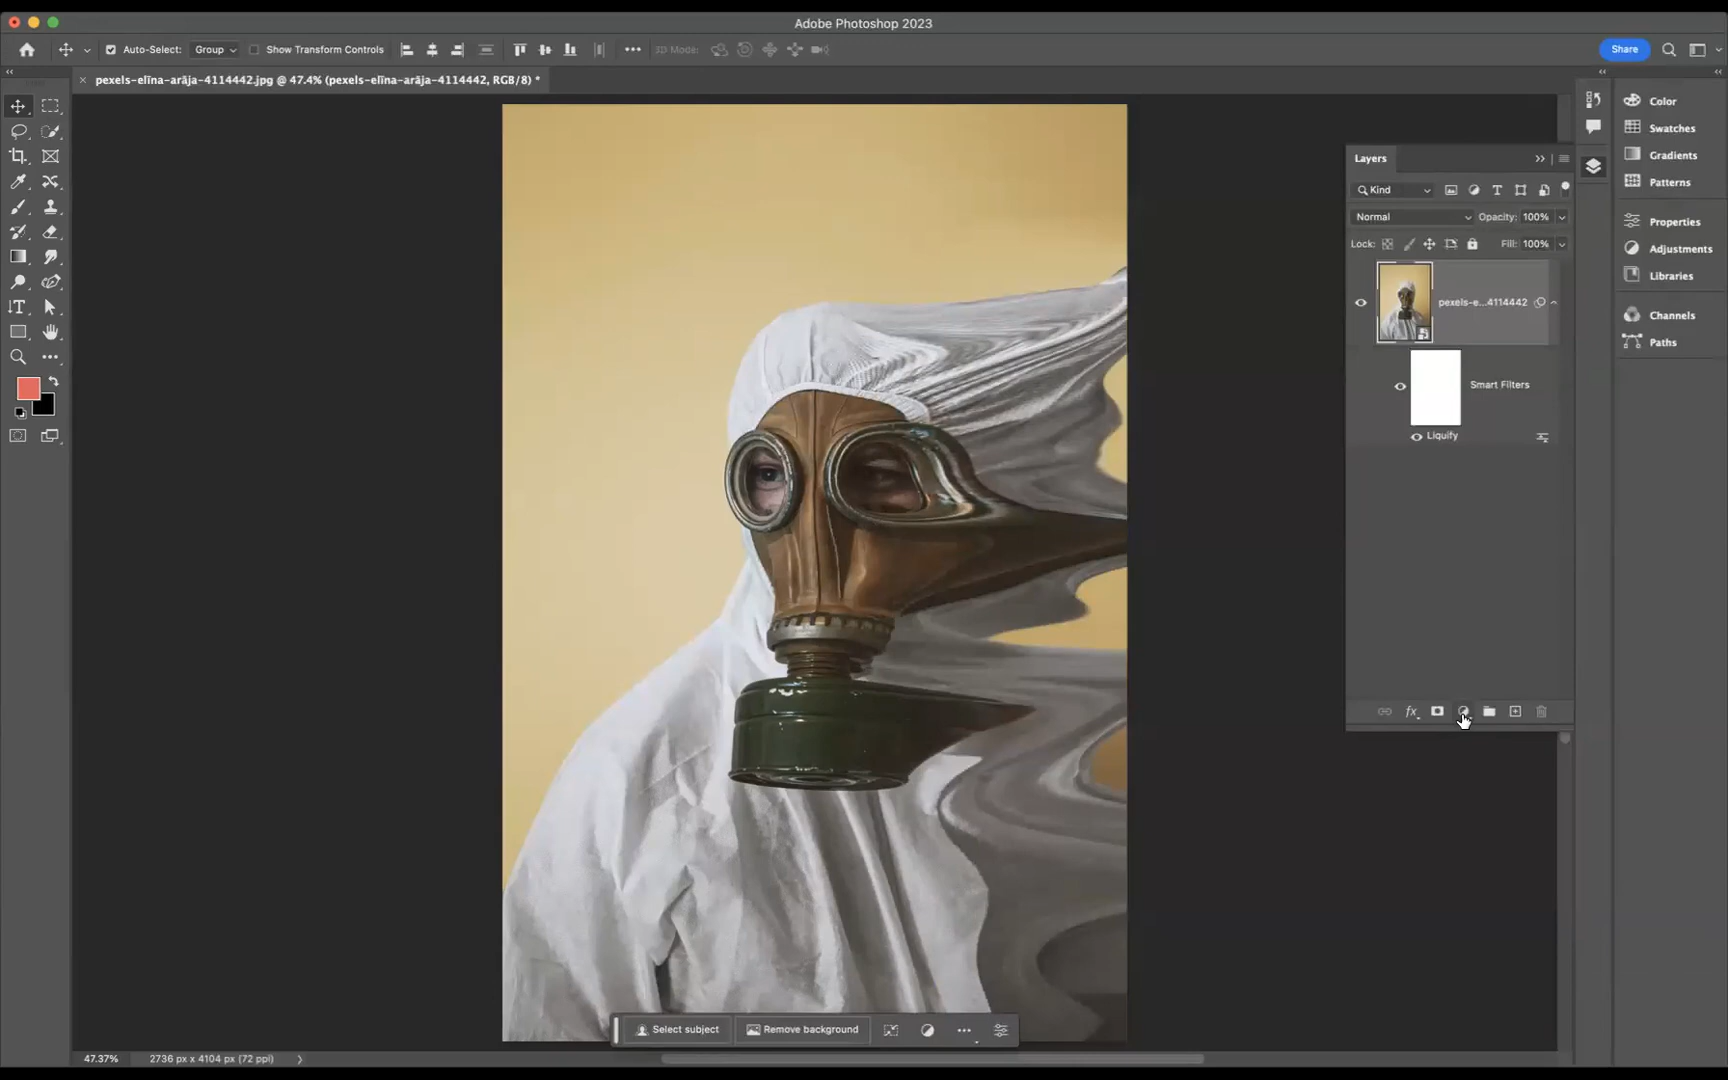 Adobe Photoshop 2023
Auto-Select: Group Show Transform Controls 3D Mode: Share
pexels-elīna-arāja-4114442.jpg @ 47.4% (pexels-elīna-arāja-4114442, RGB/8) *
Color
Swatches
Gradients
Patterns
Properties
Adjustments
Libraries
Channels
Paths
Layers
Kind
Normal Opacity: 100%
Lock: Fill: 100%
pexels-e...4114442
Smart Filters
Liquify
fx
Select subject Remove background
47.37% 2736 px x 4104 px (72 ppi)